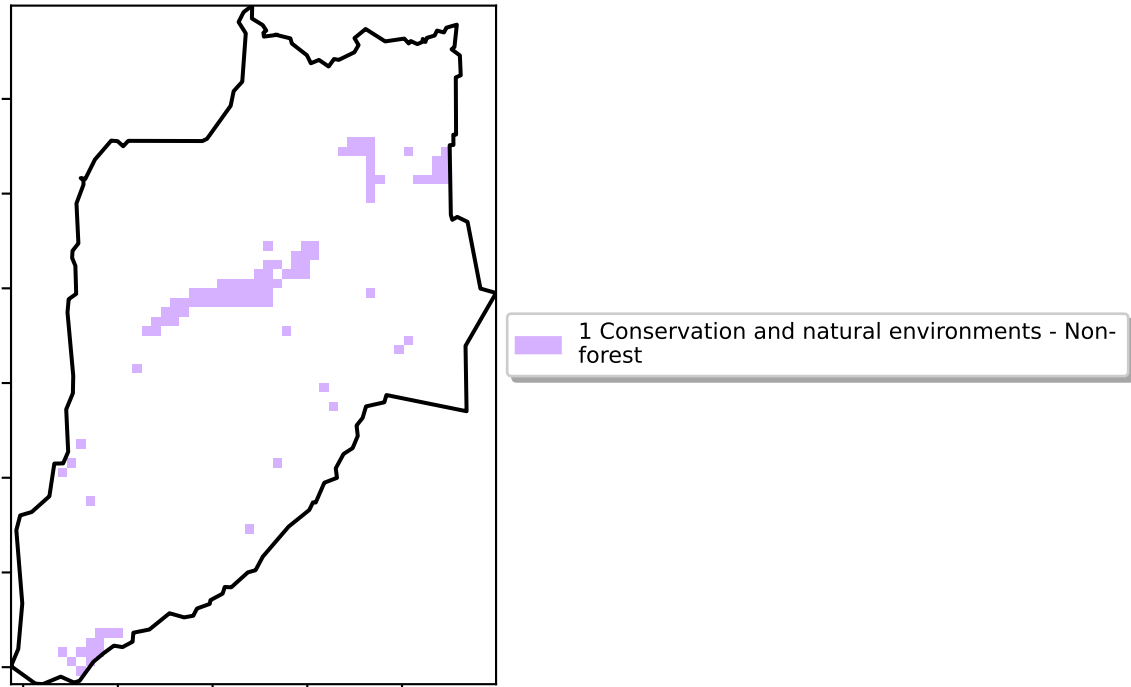 1 Conservation and natural environments - Non-
forest